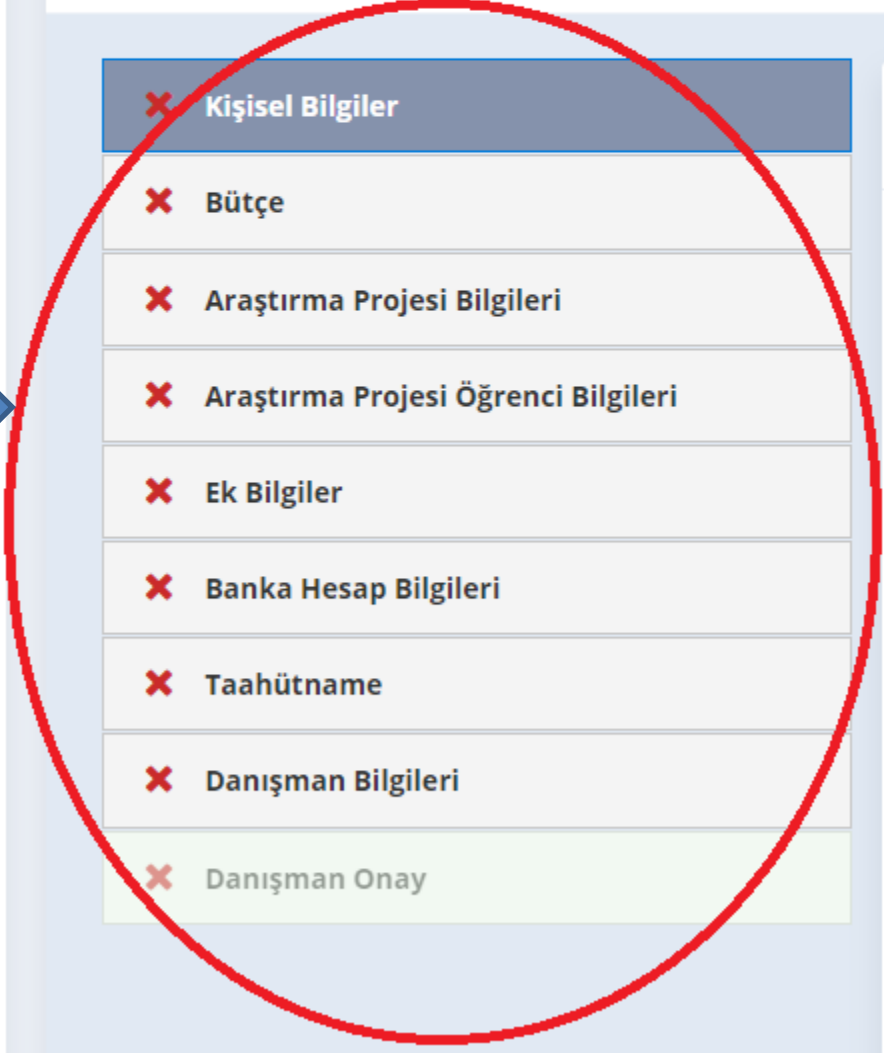 Kişisel Bilgiler
Bütçe
Araştırma Projesi Bilgileri
Araştırma Projesi Öğrenci Bilgileri
Ek Bilgiler
Banka Hesap Bilgileri
Taahütname
Danışman Bilgileri
Danışman Onay